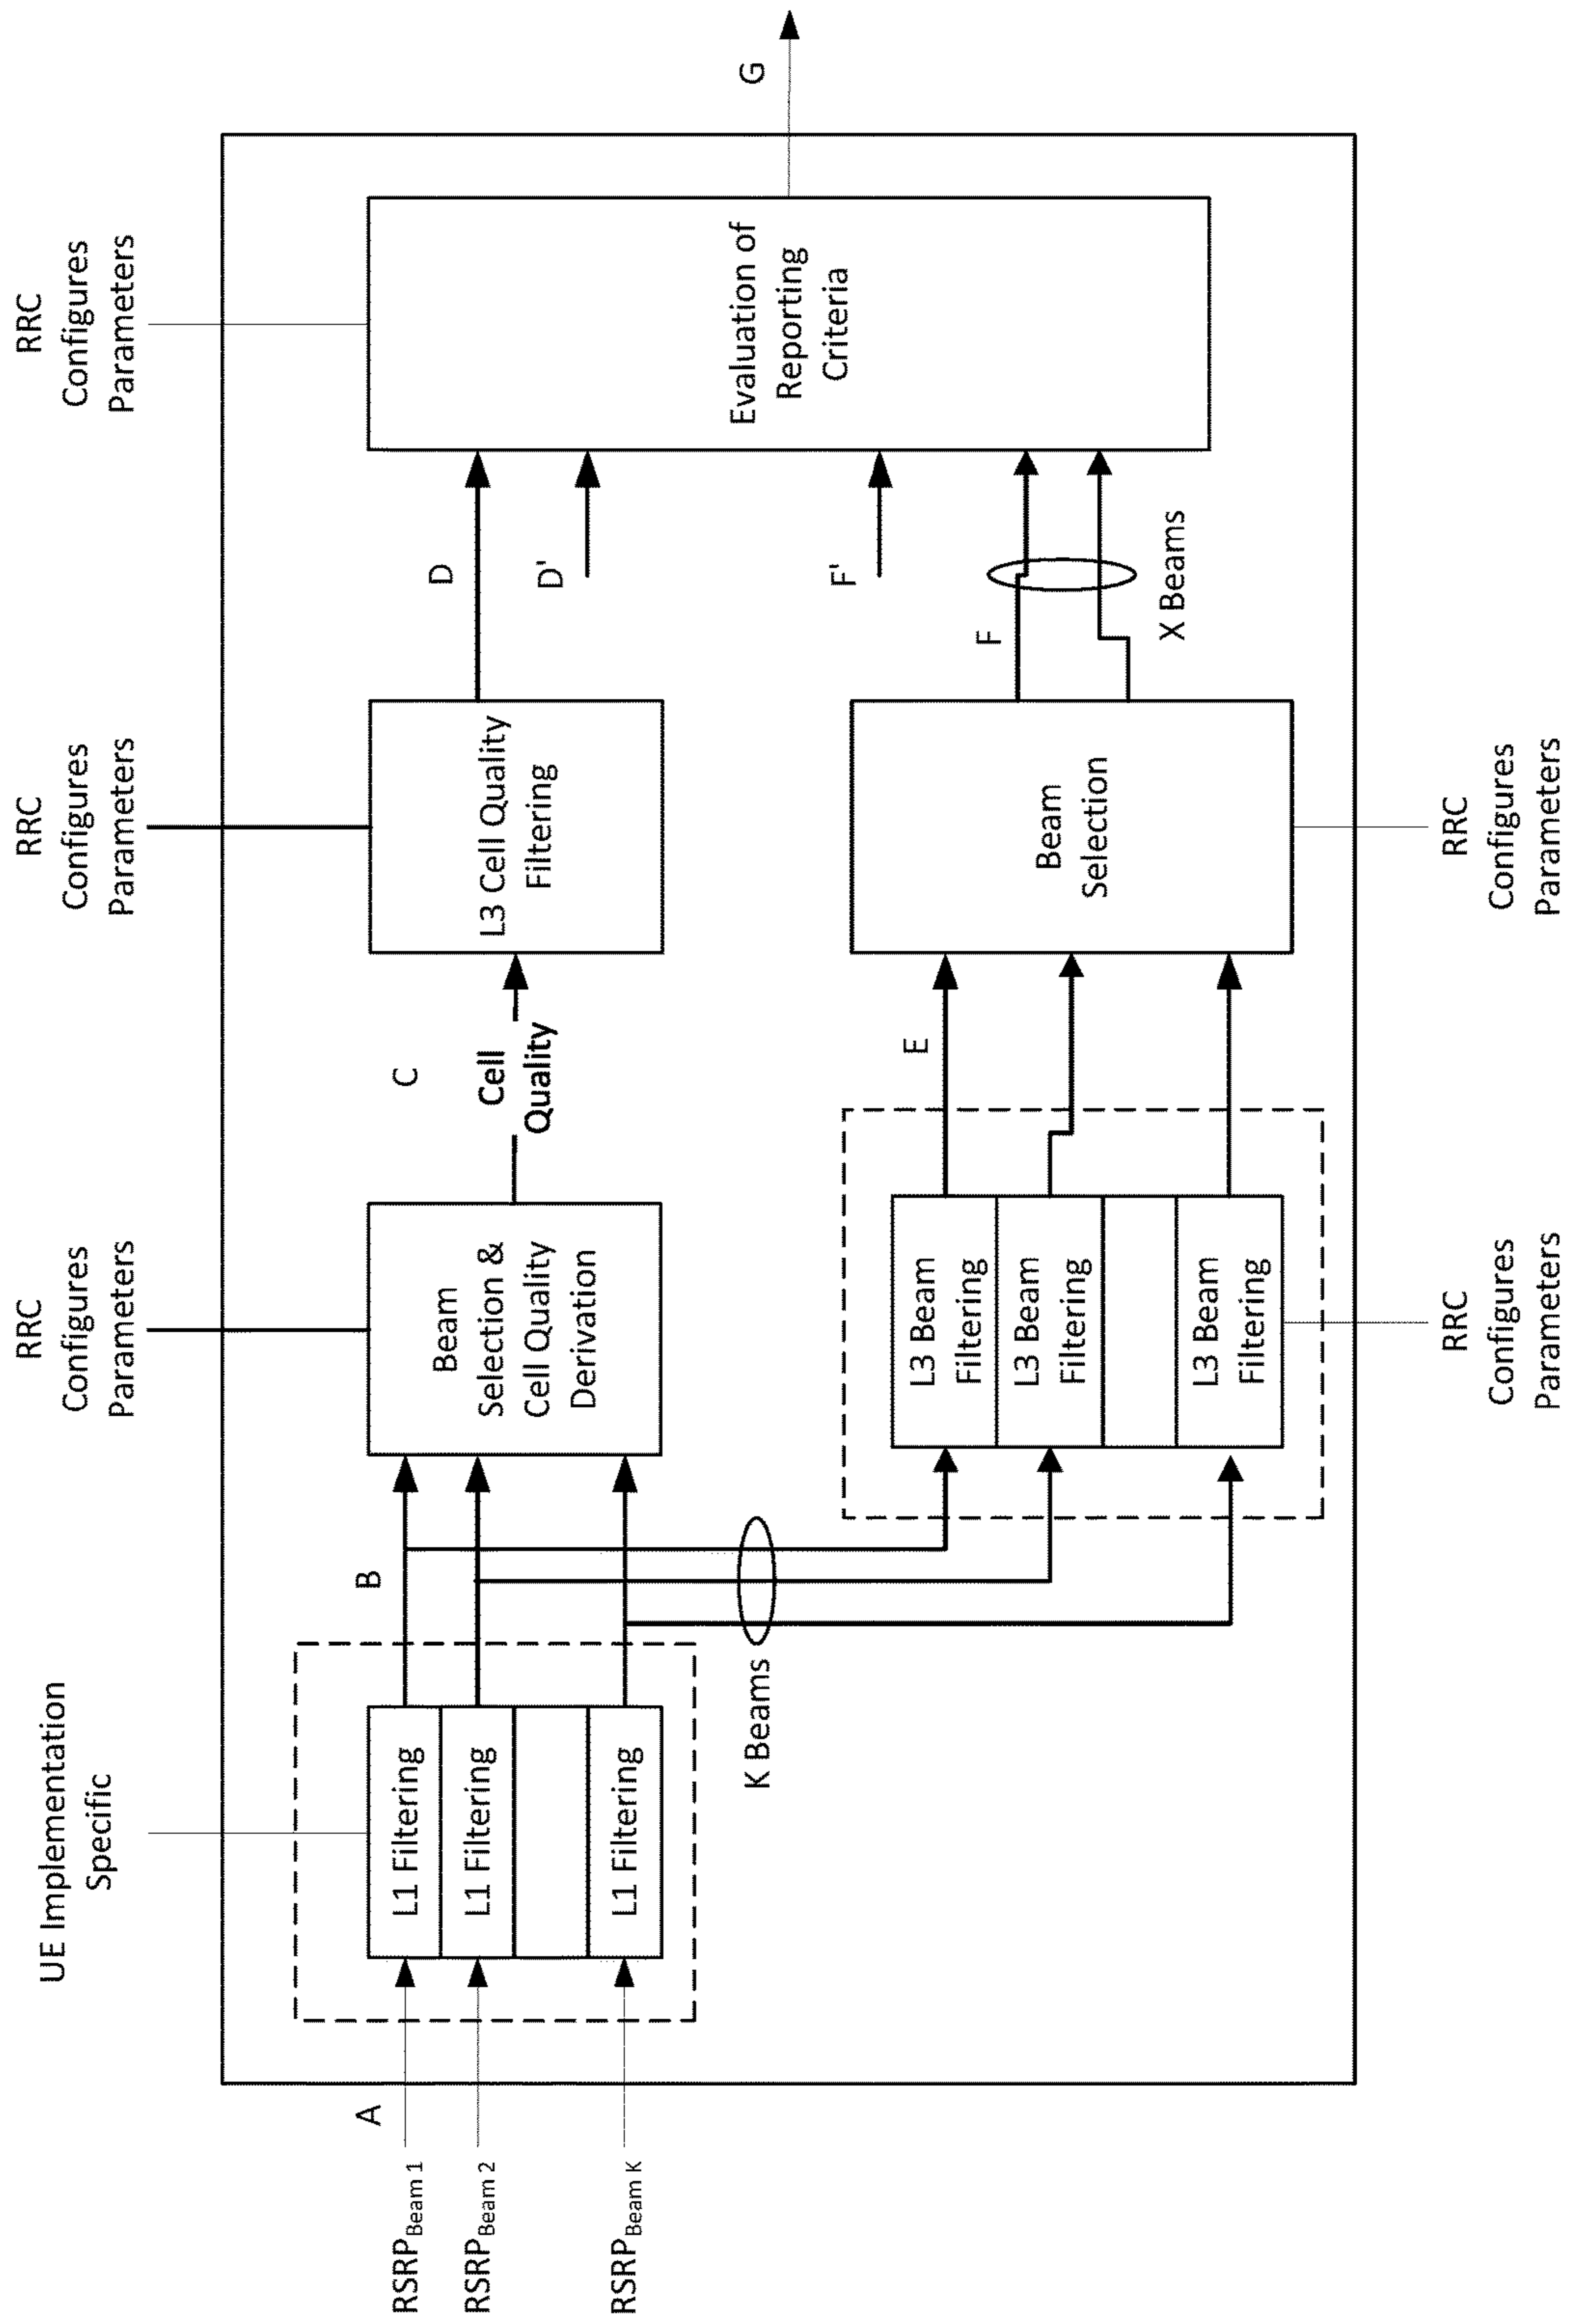 UE Implementation
Specific
RRC
Configures
Parameters
RRC
Configures
Parameters
RRC
Configures
Parameters
A
RSRPBeam 1
RSRPBeam 2
RSRPBeam K
L1 Filtering
L1 Filtering
L1 Filtering
B
K Beams
Beam
Selection &
Cell Quality
Derivation
C
Cell
Quality
L3 Cell Quality
Filtering
D
D'
Evaluation of
Reporting
Criteria
G
L3 Beam
Filtering
L3 Beam
Filtering
L3 Beam
Filtering
E
Beam
Selection
F
F'
X Beams
RRC
Configures
Parameters
RRC
Configures
Parameters